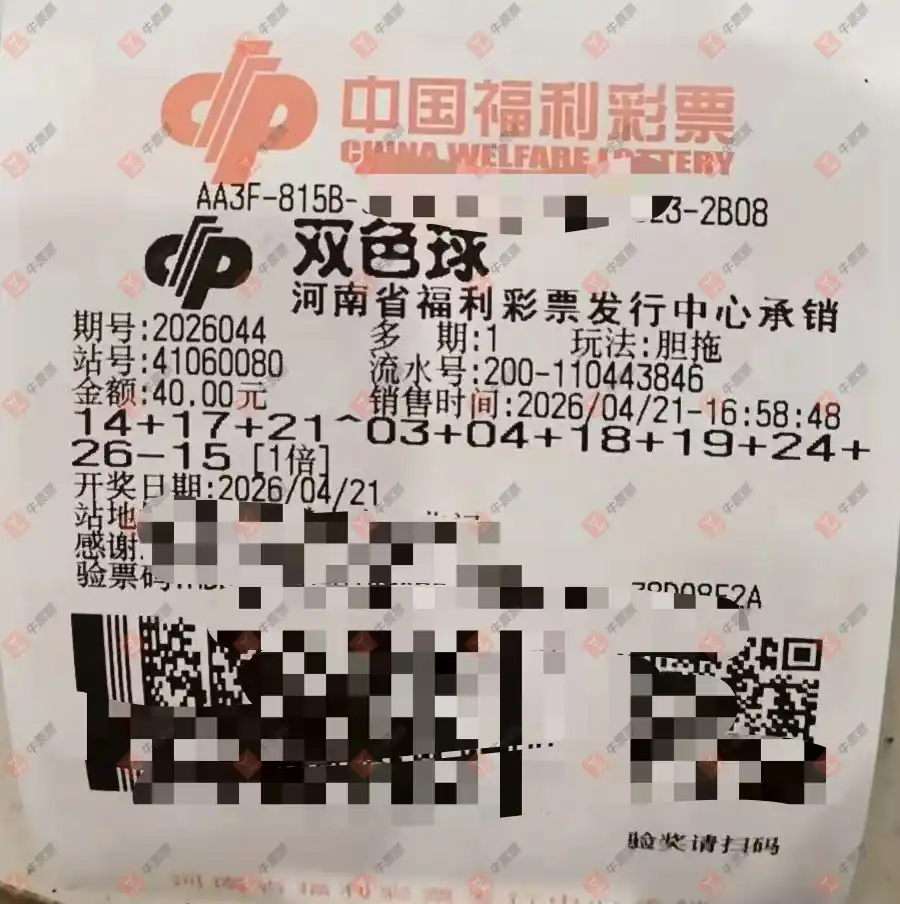 中国福利彩票
CHINA WELFARE LOTTERY
AA3F-815B- 23-2B08
双色球
河南省福利彩票发行中心承销
期号:2026044 多 期:1 玩法:胆拖
站号:41060080 流水号:200-110443846
金额:40.00元 销售时间:2026/04/21-16:58:48
14+17+21^03+04+18+19+24+
26-15 [1倍]
开奖日期:2026/04/21
站地
感谢
验票码: 38D08F2A
验奖请扫码
牛票票